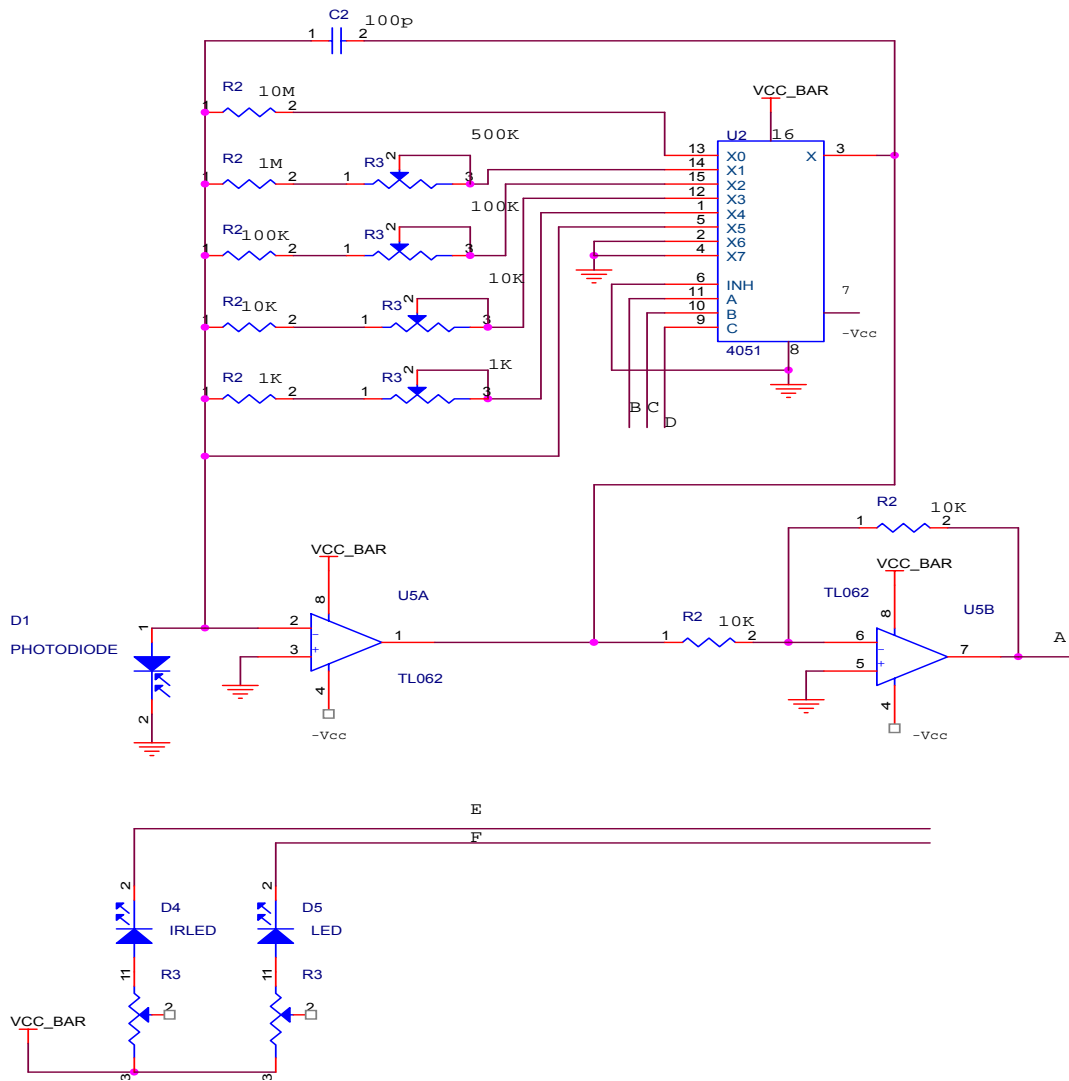 C2
100p
1 2
R2 10M
1 2
VCC_BAR
U2 16
500K
13 X0 X 3
14 X1
15 X2
12 X3
1 X4
5 X5
2 X6
4 X7
6 INH
11 A
10 B
9 C
7
-Vcc
4051 8
R2 1M
1 2 1 R3 2 3
100K
R2 100K
1 2 1 R3 2 3
10K
R2 10K
1 2 1 R3 2 3
1K
R2 1K
1 2 1 R3 2 3
B C D
R2 10K
1 2
VCC_BAR
VCC_BAR
8 U5A
TL062 8 U5B
D1
PHOTODIODE
1
2
2 − 1
3 +
4
TL062
-Vcc
R2 10K
1 2
6 − 7
5 +
4
-Vcc
A
E
F
2 D4
IRLED
2 D5
LED
11 R3
2
3
11 R3
2
3
VCC_BAR